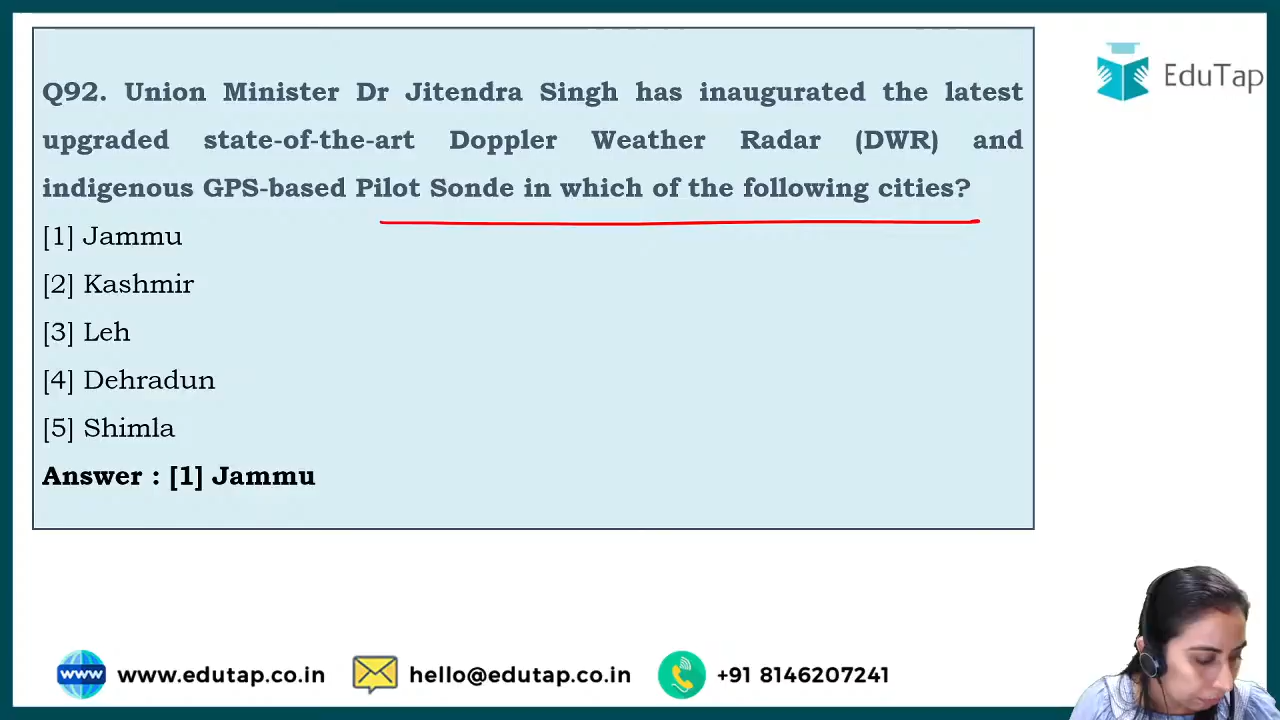 Q92. Union Minister Dr Jitendra Singh has inaugurated the latest
upgraded state-of-the-art Doppler Weather Radar (DWR) and
indigenous GPS-based Pilot Sonde in which of the following cities?
[1] Jammu
[2] Kashmir
[3] Leh
[4] Dehradun
[5] Shimla
Answer : [1] Jammu
EduTap
www www.edutap.co.in hello@edutap.co.in +91 8146207241